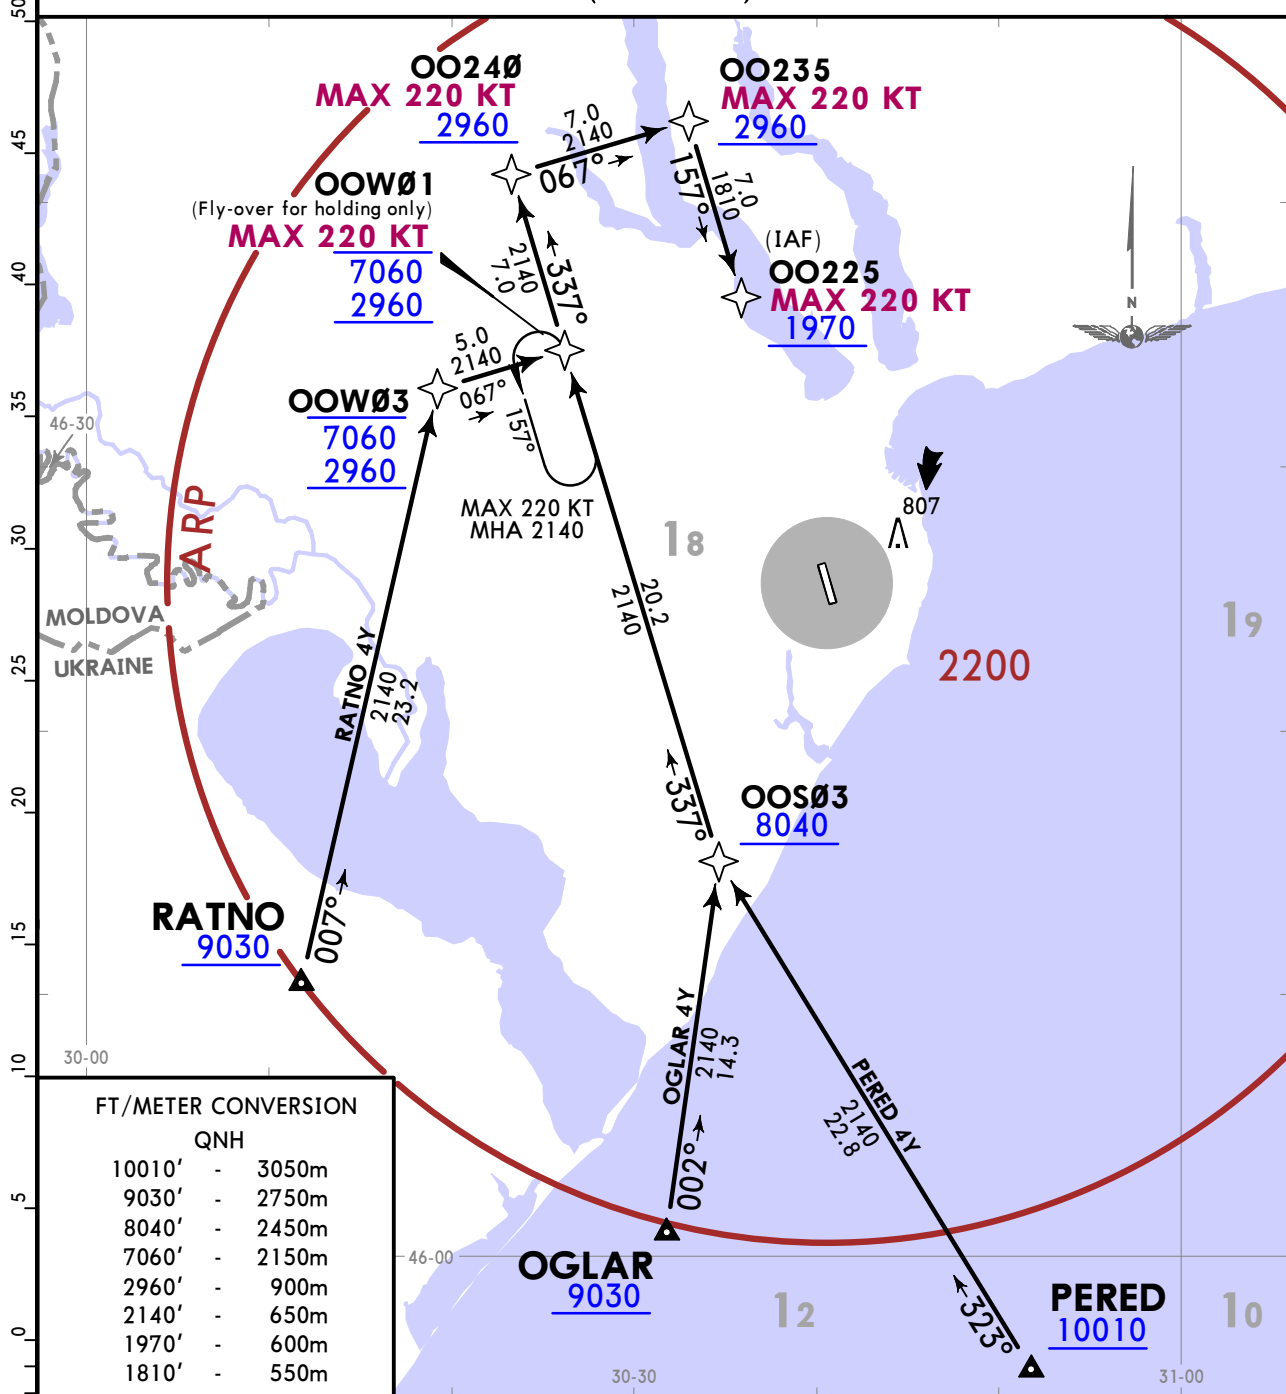 50
45
40
35
30
25
20
15
10
5
0
OO24Ø
MAX 220 KT
2960
OO235
MAX 220 KT
2960
7.0
2140
067°
157°
7.0
1810
OOWØ1
(Fly-over for holding only)
MAX 220 KT
7060
2960
2140
7.0
337°
(IAF)
OO225
MAX 220 KT
1970
N
5.0
2140
067°
OOWØ3
7060
2960
157°
MAX 220 KT
MHA 2140
46-30
ARP
18
807
20.2
2140
MOLDOVA
UKRAINE
19
2200
RATNO 4Y
2140
23.2
337°
OOSØ3
8040
RATNO
9030
007°
OGLAR 4Y
2140
14.3
PERED 4Y
2140
22.8
30-00
002°
46-00
OGLAR
9030
323°
PERED
10010
12
10
30-30
31-00
FT/METER CONVERSION
QNH
10010' - 3050m
9030' - 2750m
8040' - 2450m
7060' - 2150m
2960' - 900m
2140' - 650m
1970' - 600m
1810' - 550m